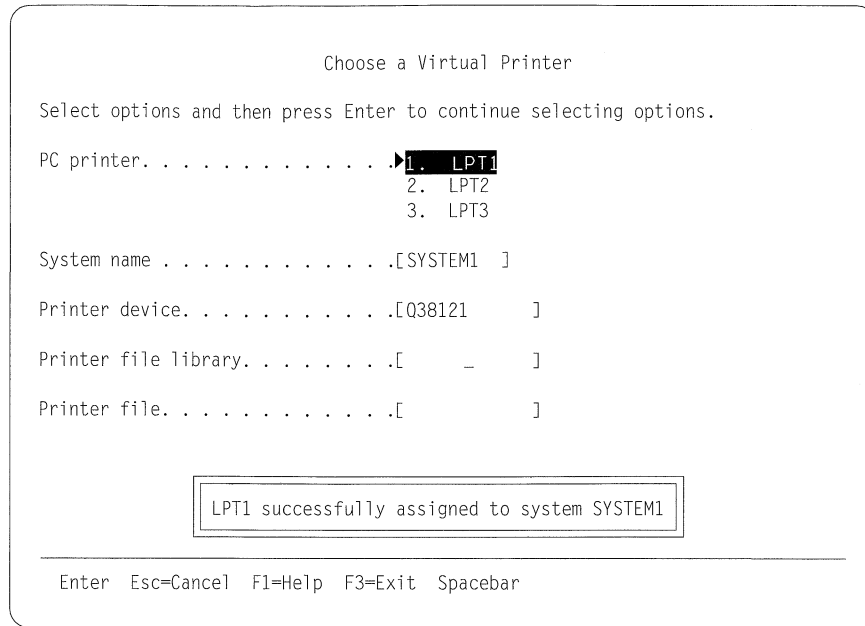 Choose a Virtual Printer
Select options and then press Enter to continue selecting options.
PC printer. . . . . . . . . . . . .▶1. LPT1
2. LPT2
3. LPT3
System name . . . . . . . . . . . .[SYSTEM1 ]
Printer device. . . . . . . . . . .[Q38121 ]
Printer file library. . . . . . . .[ _ ]
Printer file. . . . . . . . . . . .[ ]
LPT1 successfully assigned to system SYSTEM1
Enter Esc=Cancel F1=Help F3=Exit Spacebar